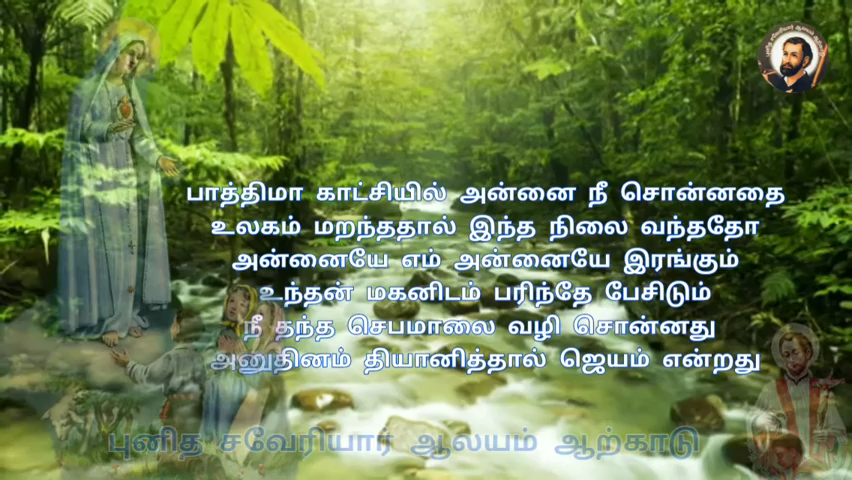 பாத்திமா காட்சியில் அன்னை நீ சொன்னதை
உலகம் மறந்ததால் இந்த நிலை வந்ததோ
அன்னையே எம் அன்னையே இரங்கும்
உந்தன் மகனிடம் பரிந்தே பேசிடும்
நீ தந்த செபமாலை வழி சொன்னது
அனுதினம் தியானித்தால் ஜெயம் என்றது
புனித சவேரியார் ஆலயம் ஆற்காடு